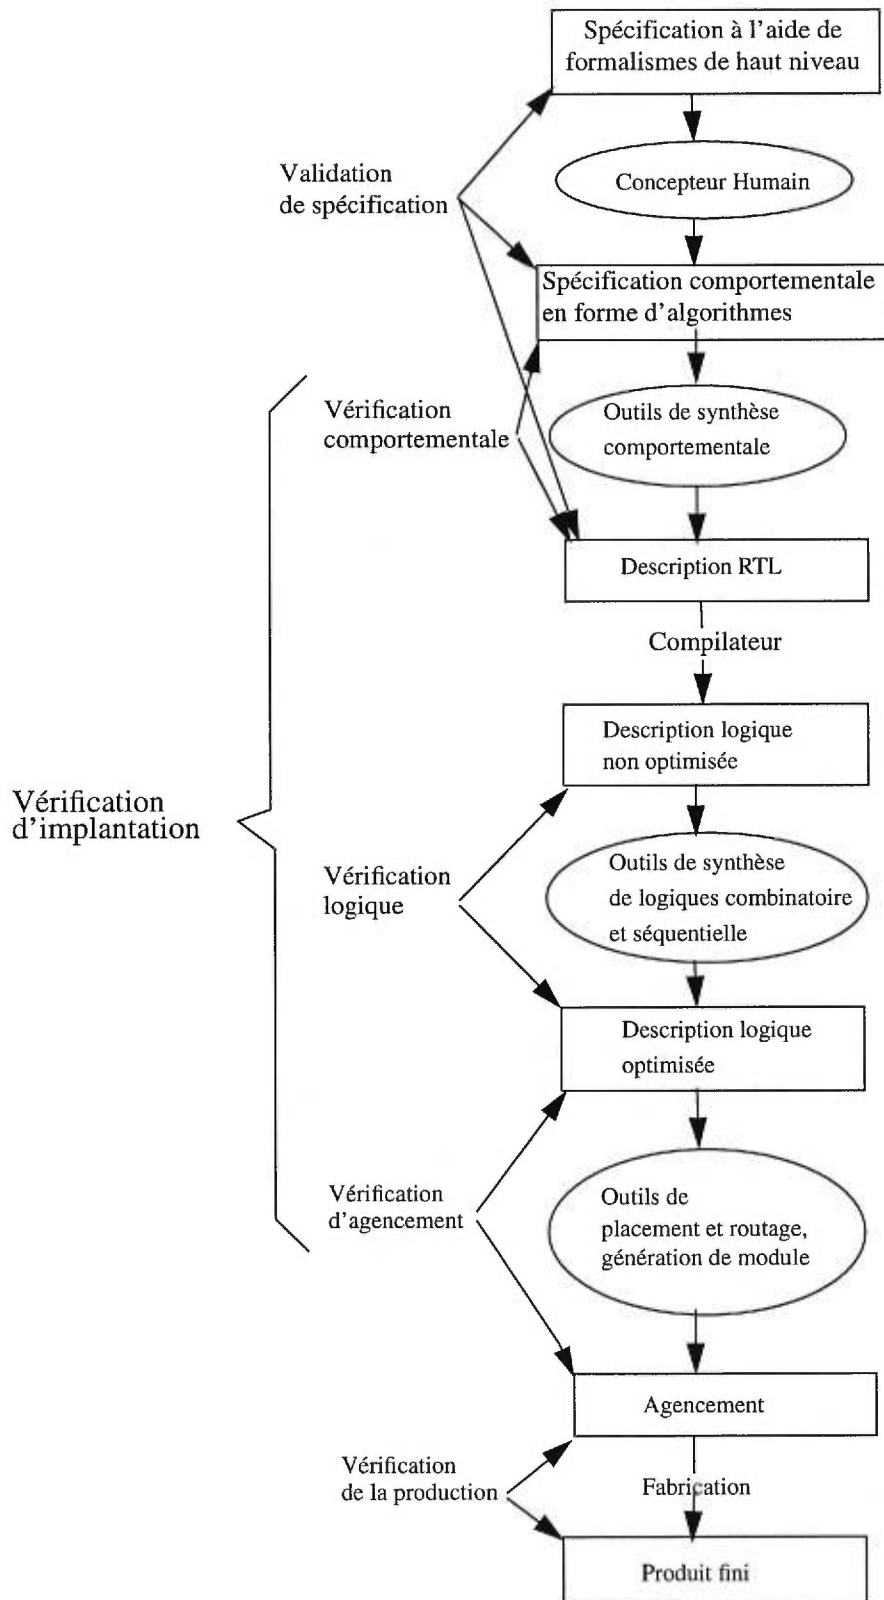 Spécification à l'aide de
formalismes de haut niveau
Validation
de spécification
Concepteur Humain
Spécification comportementale
en forme d'algorithmes
Vérification
comportementale
Outils de synthèse
comportementale
Description RTL
Compilateur
Description logique
non optimisée
Vérification
d'implantation
Vérification
logique
Outils de synthèse
de logiques combinatoire
et séquentielle
Description logique
optimisée
Vérification
d'agencement
Outils de
placement et routage,
génération de module
Agencement
Vérification
de la production
Fabrication
Produit fini